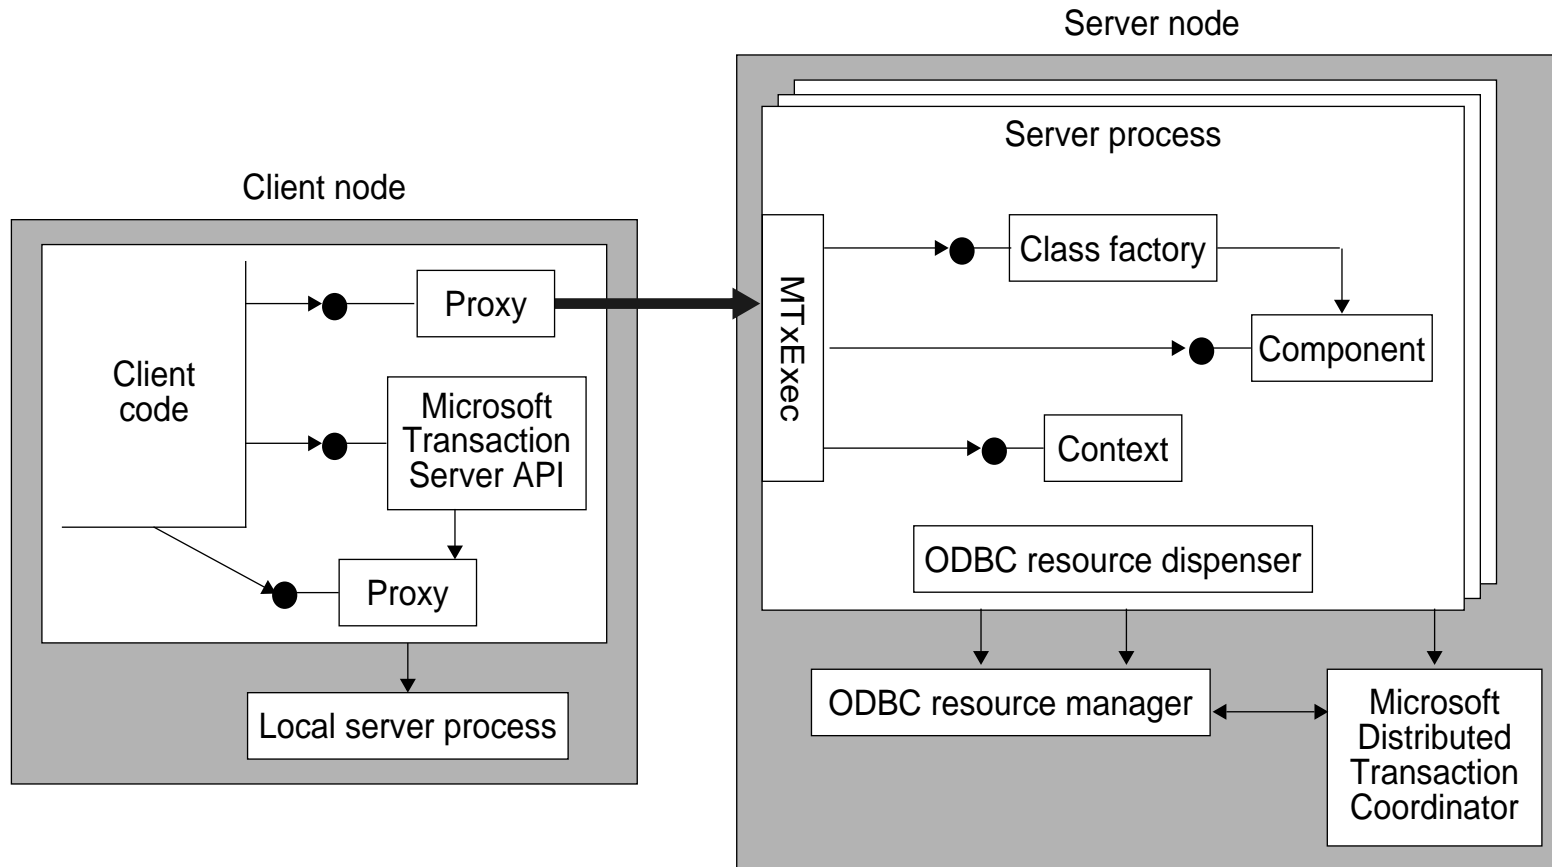 Server node
Server process
Client node
Class factory
Proxy
MTxExec
Component
Client
code
Microsoft
Transaction
Server API
Context
ODBC resource dispenser
Proxy
ODBC resource manager
Local server process
Microsoft
Distributed
Transaction
Coordinator